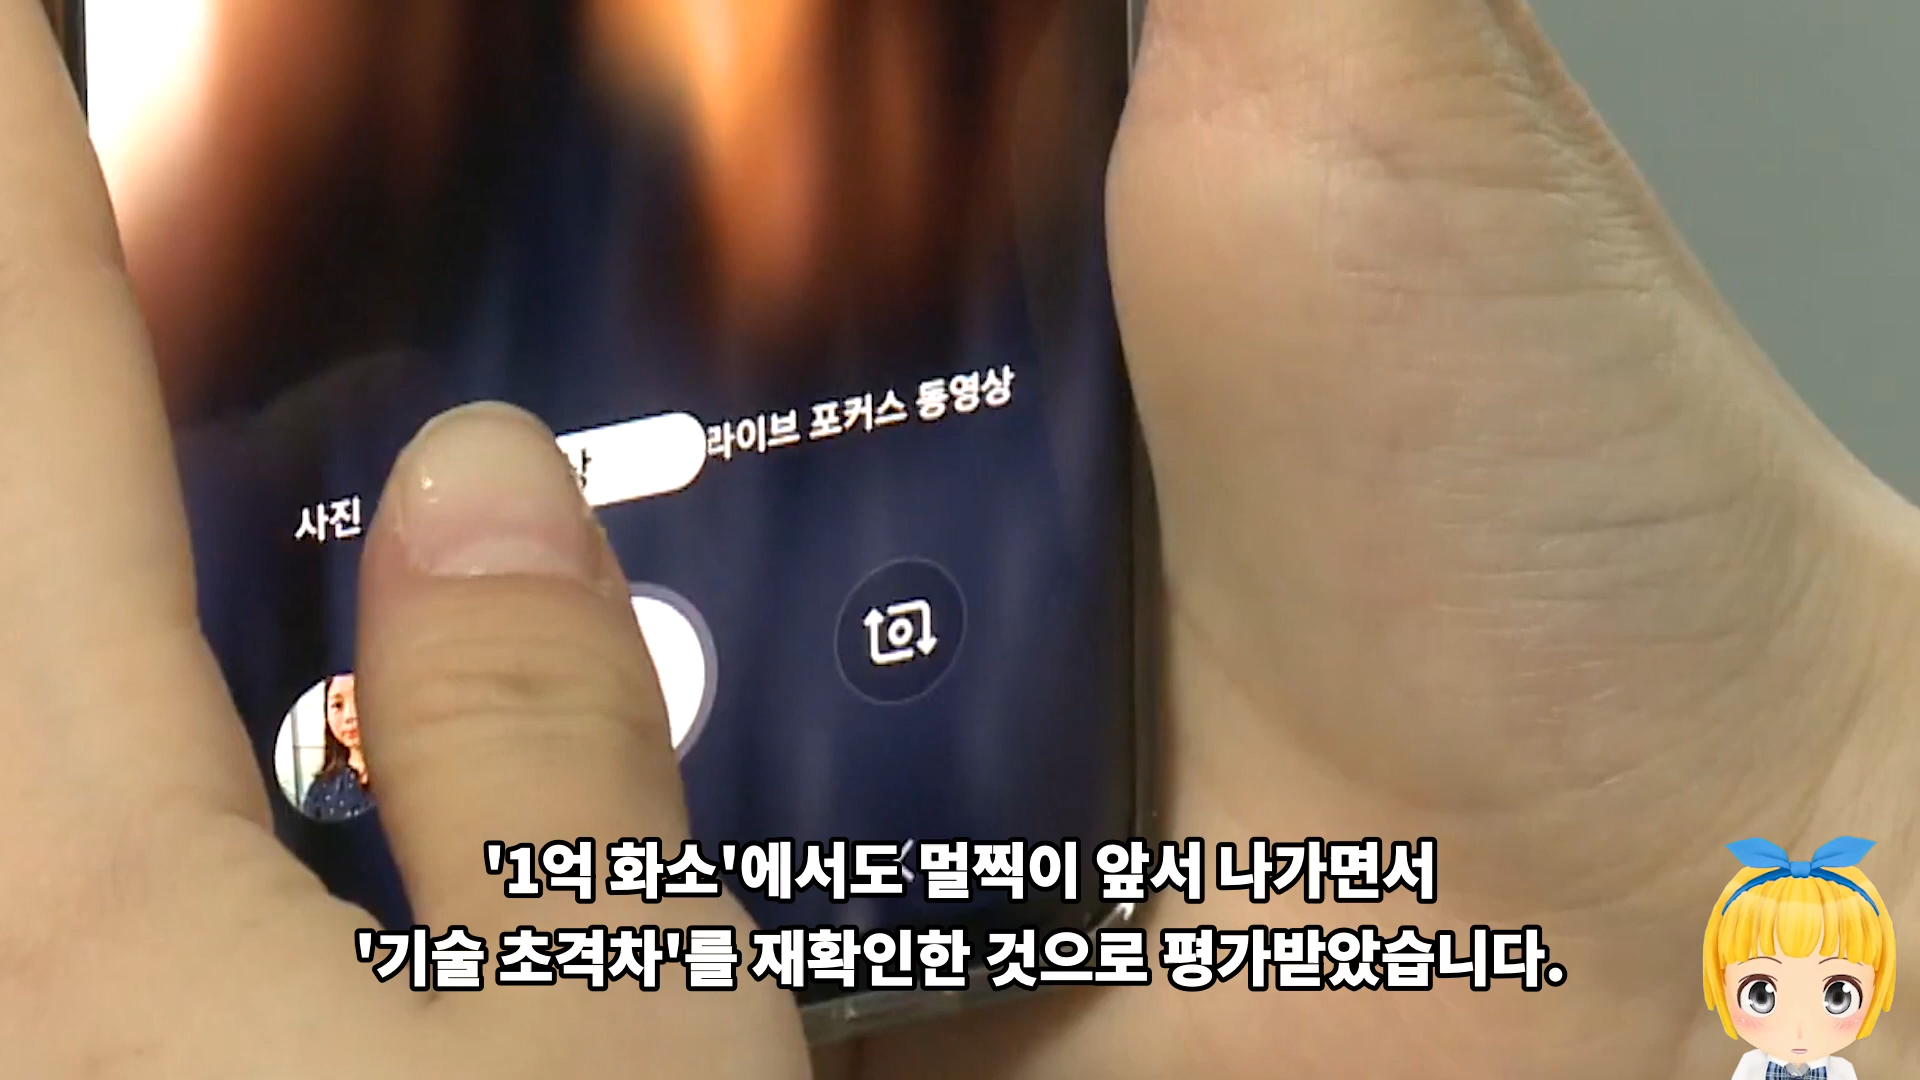 라이브 포커스 동영상
사진
'1억 화소'에서도 멀찍이 앞서 나가면서
'기술 초격차'를 재확인한 것으로 평가받았습니다.